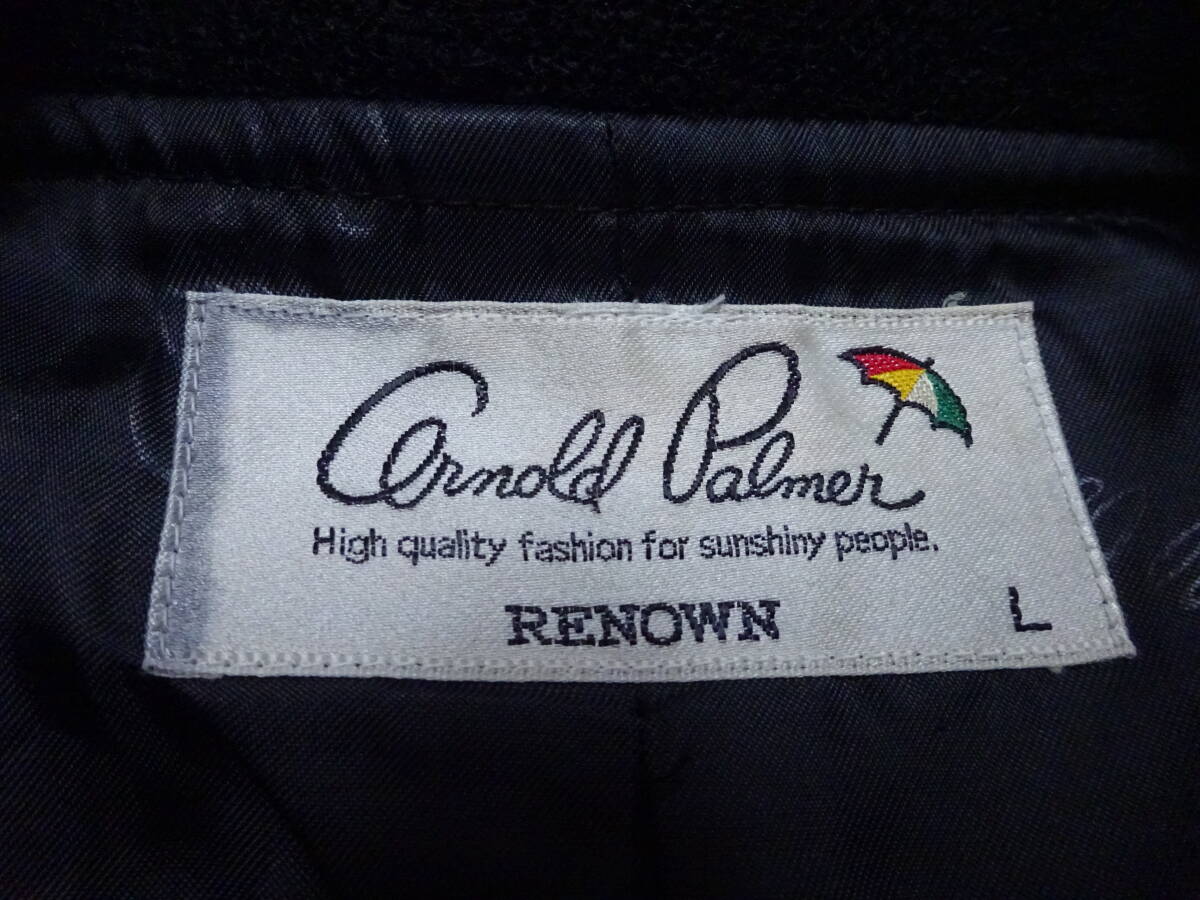 Arnold Palmer
High quality fashion for sunshiny people.
RENOWN
L